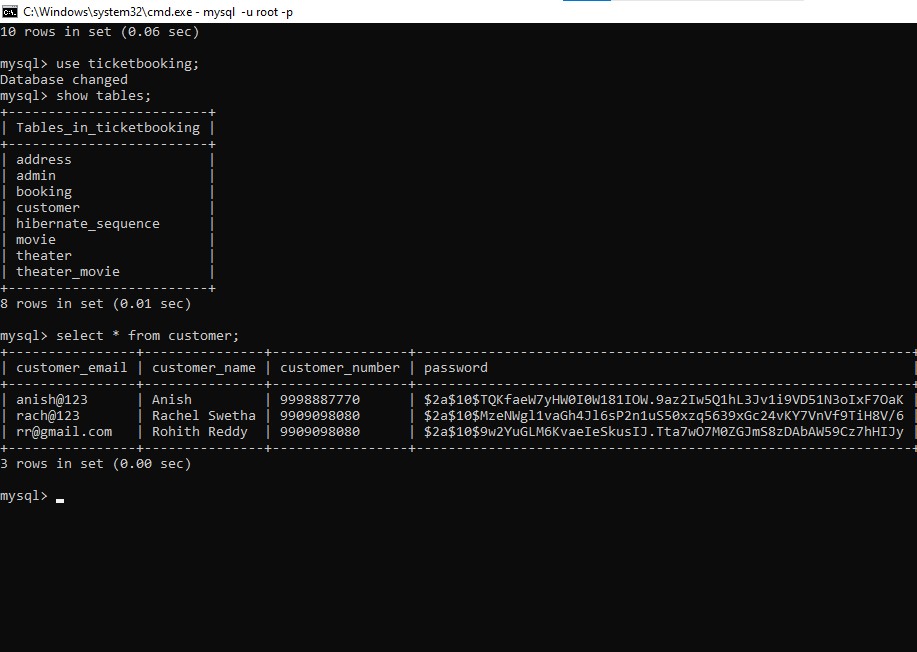 C:\Windows\system32\cmd.exe - mysql  -u root -p
10 rows in set (0.06 sec)
mysql> use ticketbooking;
Database changed
mysql> show tables;
+-------------------------+
| Tables_in_ticketbooking |
+-------------------------+
| address                 |
| admin                   |
| booking                 |
| customer                |
| hibernate_sequence      |
| movie                   |
| theater                 |
| theater_movie           |
+-------------------------+
8 rows in set (0.01 sec)
mysql> select * from customer;
+----------------+---------------+-----------------+--------------------------------------------------------------+
| customer_email | customer_name | customer_number | password                                                     |
+----------------+---------------+-----------------+--------------------------------------------------------------+
| anish@123      | Anish         | 9998887770      | $2a$10$TQKfaeW7yHW0I0W181IOW.9az2Iw5Q1hL3Jv1i9VD51N3oIxF7OaK |
| rach@123       | Rachel Swetha | 9909098080      | $2a$10$MzeNWgl1vaGh4Jl6sP2n1uS50xzq5639xGc24vKY7VnVf9TiH8V/6 |
| rr@gmail.com   | Rohith Reddy  | 9909098080      | $2a$10$9w2YuGLM6KvaeIeSkusIJ.Tta7wO7M0ZGJmS8zDAbAW59Cz7hHIJy |
+----------------+---------------+-----------------+--------------------------------------------------------------+
3 rows in set (0.00 sec)
mysql>